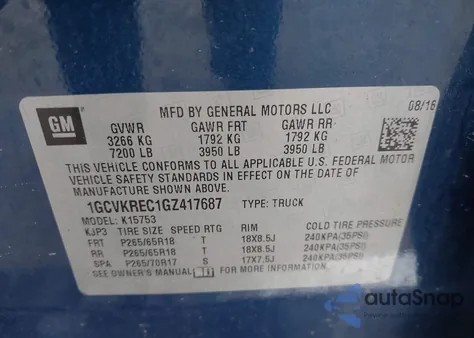 GM
MFD BY GENERAL MOTORS LLC
08/16
GVWR GAWR FRT GAWR RR
3266 KG 1792 KG 1792 KG
7200 LB 3950 LB 3950 LB
THIS VEHICLE CONFORMS TO ALL APPLICABLE U.S. FEDERAL MOTOR
VEHICLE SAFETY STANDARDS IN EFFECT ON THE DATE OF
MANUFACTURE SHOWN ABOVE.
1GCVKREC1GZ417687 TYPE: TRUCK
MODEL: K15753
KJP3 TIRE SIZE SPEED RTG RIM COLD TIRE PRESSURE
FRT P265/65R18 T 18X8.5J 240KPA(35PSI)
RR P265/65R18 T 18X8.5J 240KPA(35PSI)
SPA P265/70R17 S 17X7.5J 240KPA(35PSI)
SEE OWNER'S MANUAL
autoSnap